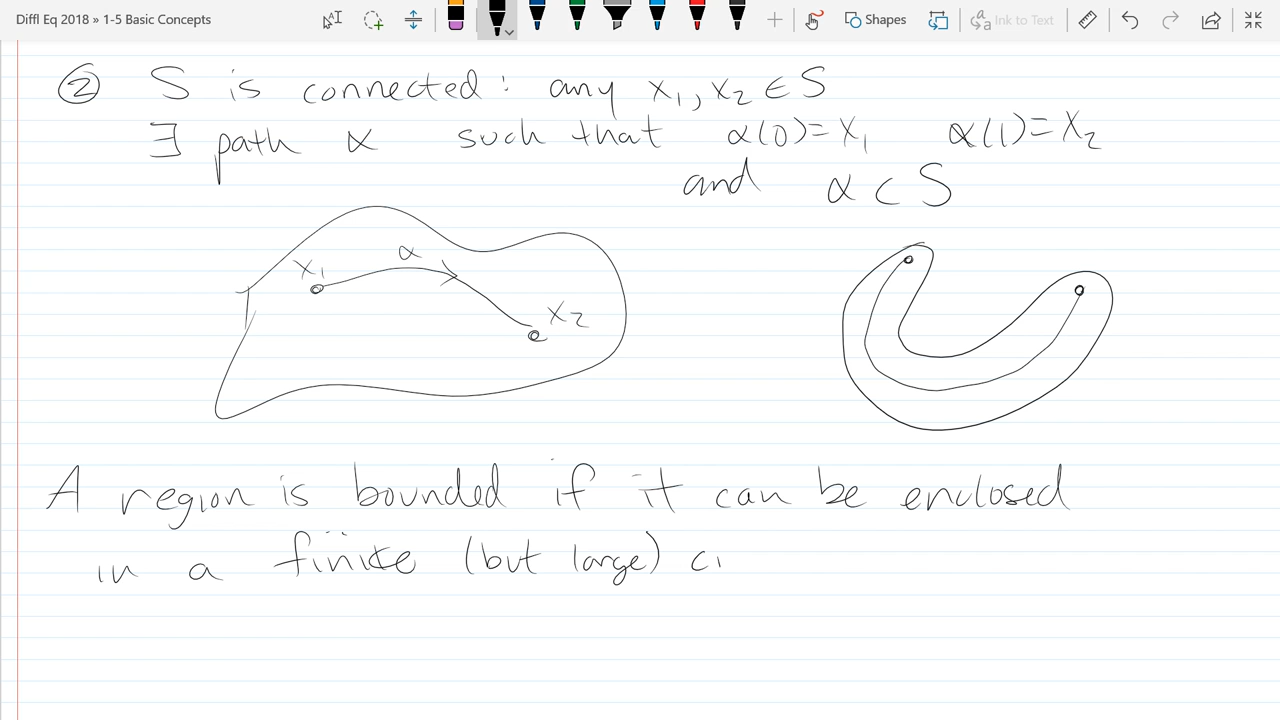 Diffl Eq 2018 » 1-5 Basic Concepts
Shapes
Ink to Text
② S is connected: any x₁, x₂ ∈ S
∃ path α such that α(0)=x₁ α(1)=x₂
and α ⊂ S
α
x₁
x₂
A region is bounded if it can be enclosed
in a finite (but large) ci